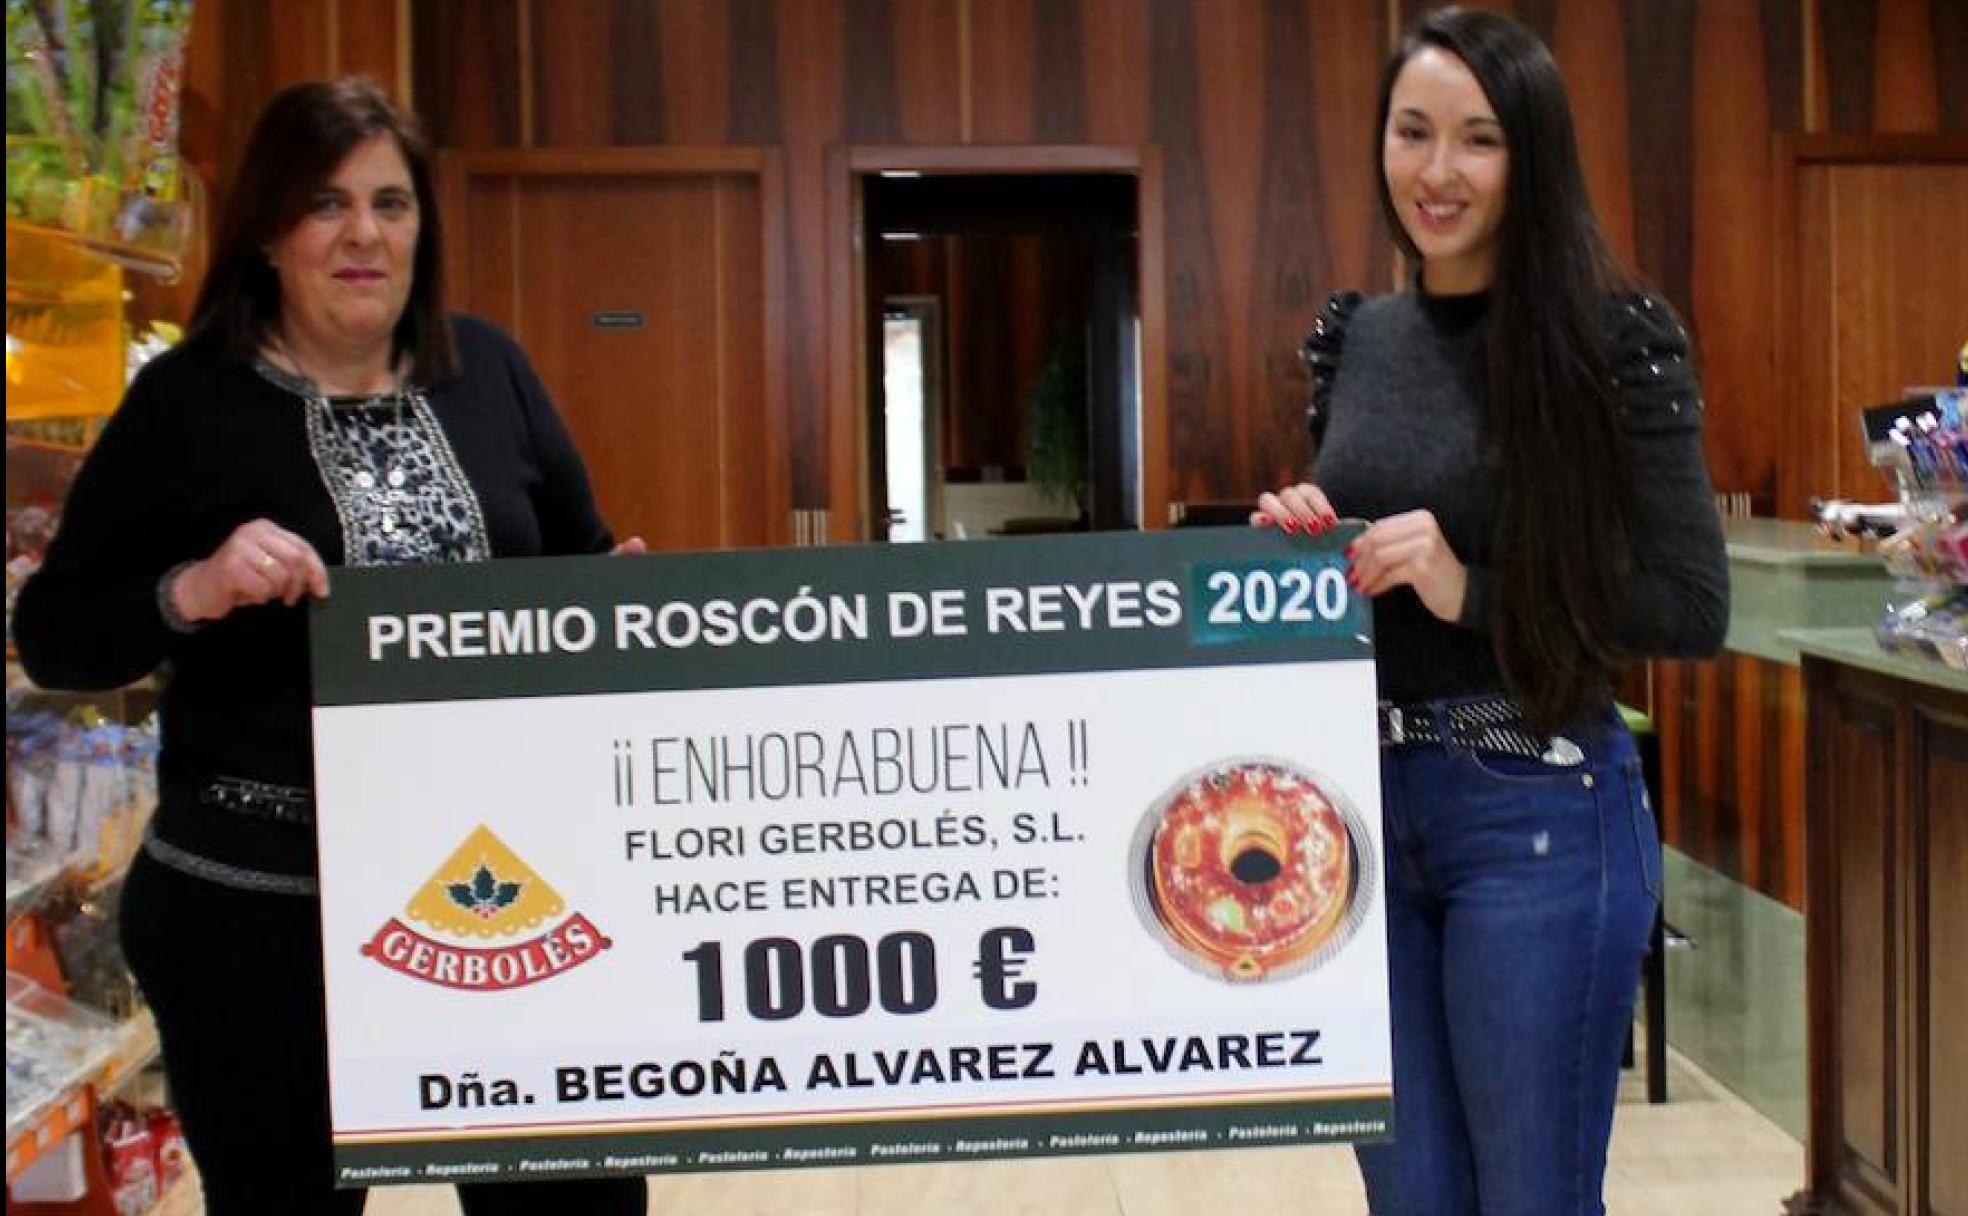 PREMIO ROSCÓN DE REYES 2020
¡¡ ENHORABUENA !!
FLORI GERBOLÉS, S.L.
HACE ENTREGA DE:
1000 €
GERBOLÉS
Dña. BEGOÑA ALVAREZ ALVAREZ
Pastelería - Repostería - Pastelería - Repostería - Pastelería - Repostería Pastelería - Repostería - Pastelería - Repostería - Pastelería - Repostería